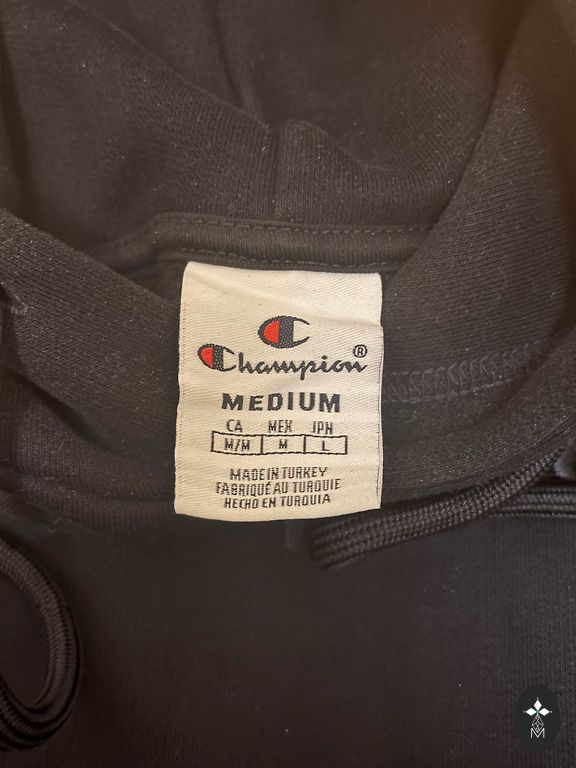 Champion®
MEDIUM
CA MEX JPN
M/M M L
MADE IN TURKEY
FABRIQUÉ AU TURQUIE
HECHO EN TURQUIA
M